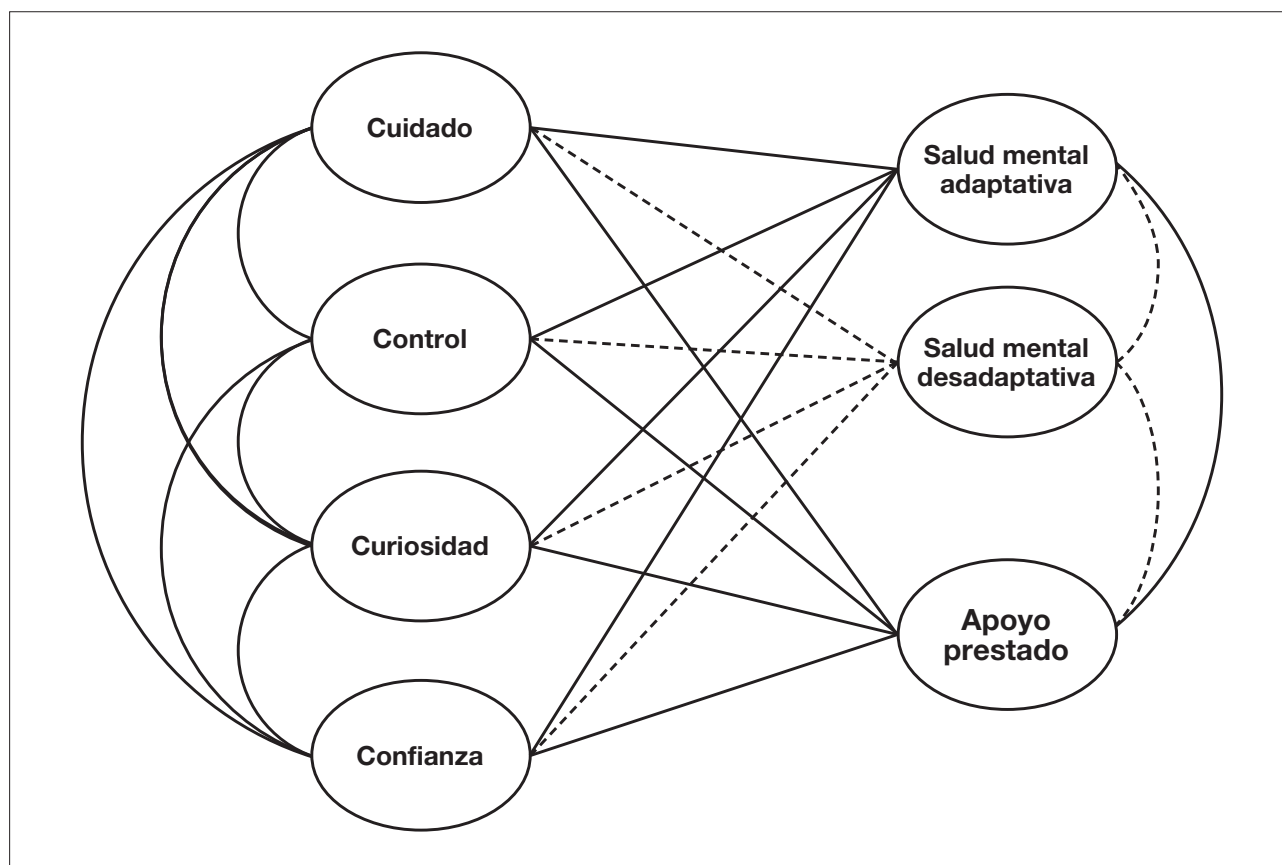 Cuidado
Control
Curiosidad
Confianza
Salud mental
adaptativa
Salud mental
desadaptativa
Apoyo
prestado